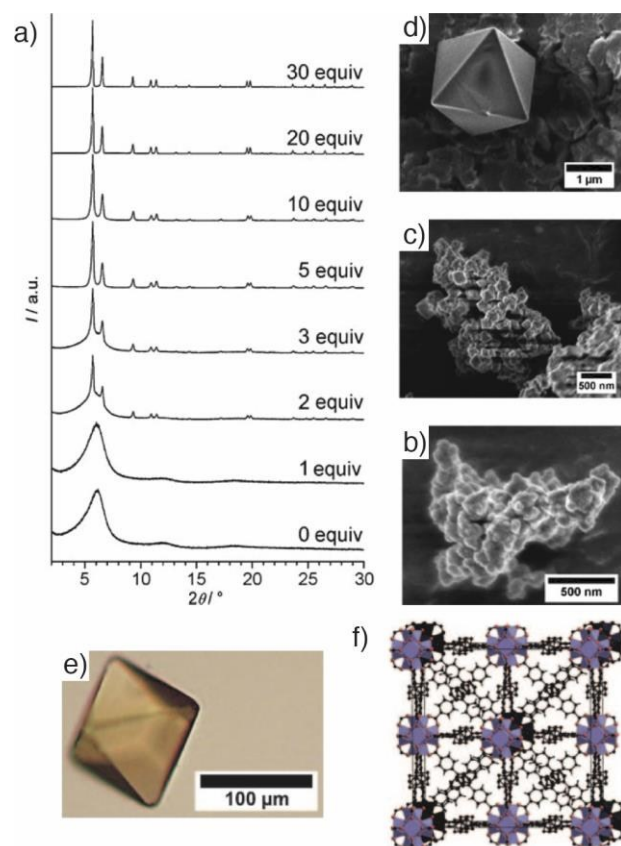 a)
30 equiv
20 equiv
10 equiv
5 equiv
3 equiv
2 equiv
1 equiv
0 equiv
I / a.u.
5 10 15 20 25 30
2θ/ °
d)
1 µm
c)
500 nm
b)
500 nm
e)
100 µm
f)